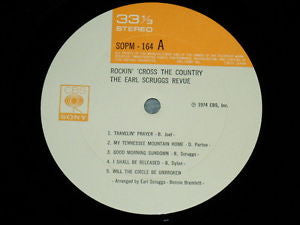 33⅓
STEREO
SOPM - 164 A
ROCKIN' 'CROSS THE COUNTRY
THE EARL SCRUGGS REVUE
CBS
SONY
℗ 1974 CBS, Inc.
1. TRAVELIN' PRAYER - B. Joel -
2. MY TENNESSEE MOUNTAIN HOME - D. Parton -
3. GOOD MORNING SUNDOWN - R. Scruggs -
4. I SHALL BE RELEASED - B. Dylan -
5. WILL THE CIRCLE BE UNBROKEN
- Arranged by Earl Scruggs - Bonnie Bramlett -